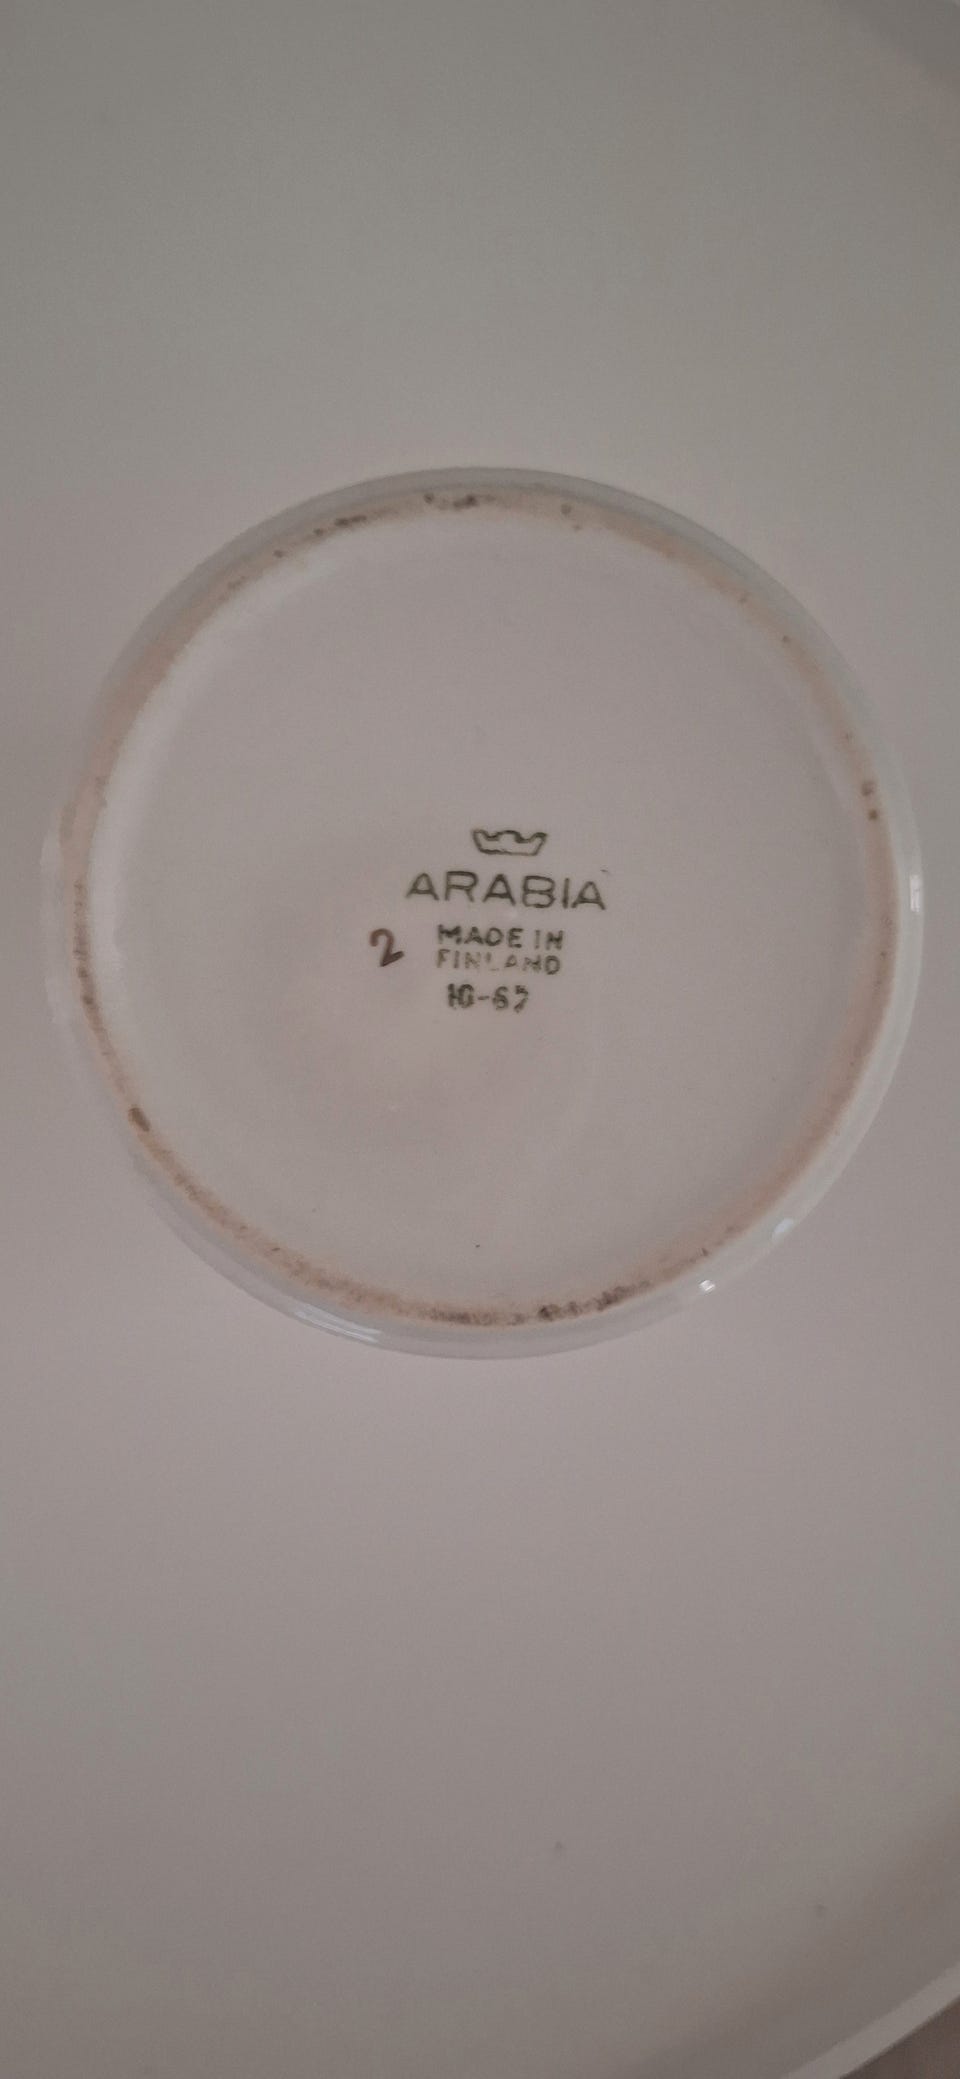 ARABIA
2 MADE IN
FINLAND
10-67